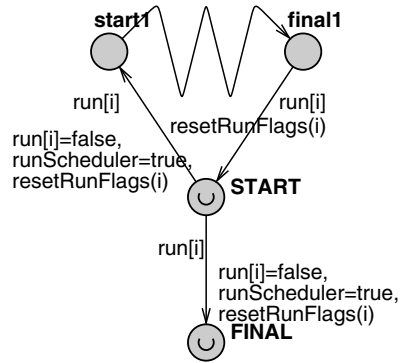 start1
final1
run[i]
run[i]
resetRunFlags(i)
run[i]=false,
runScheduler=true,
resetRunFlags(i)
START
run[i]
run[i]=false,
runScheduler=true,
resetRunFlags(i)
FINAL